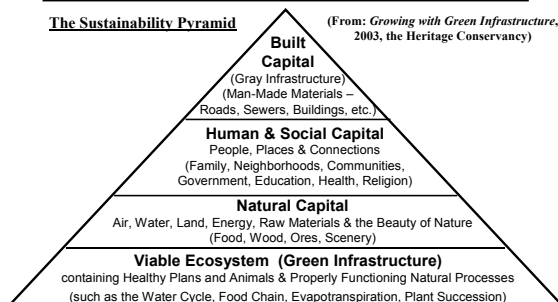 The Sustainability Pyramid
(From: Growing with Green Infrastructure,
2003, the Heritage Conservancy)
Built
Capital
(Gray Infrastructure)
(Man-Made Materials –
Roads, Sewers, Buildings, etc.)
Human & Social Capital
People, Places & Connections
(Family, Neighborhoods, Communities,
Government, Education, Health, Religion)
Natural Capital
Air, Water, Land, Energy, Raw Materials & the Beauty of Nature
(Food, Wood, Ores, Scenery)
Viable Ecosystem (Green Infrastructure)
containing Healthy Plans and Animals & Properly Functioning Natural Processes
(such as the Water Cycle, Food Chain, Evapotranspiration, Plant Succession)